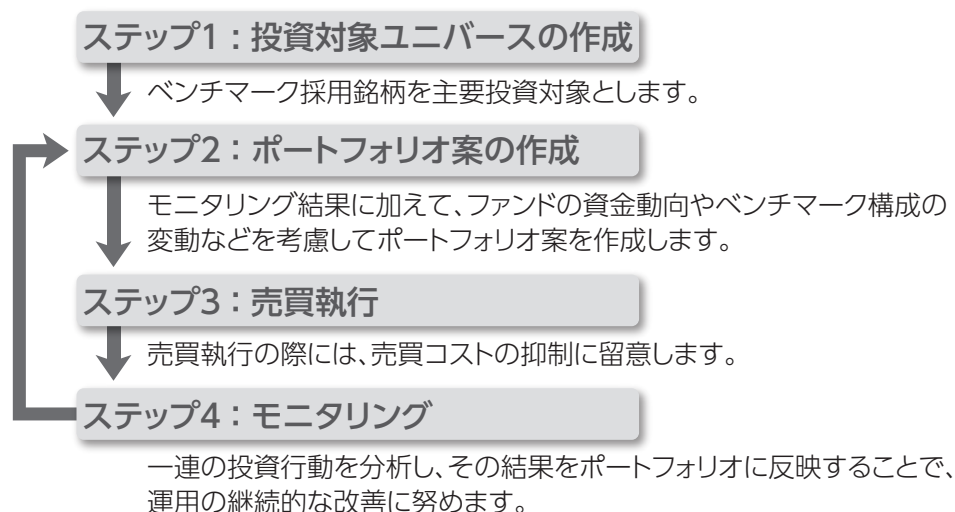 ステップ1：投資対象ユニバースの作成
ベンチマーク採用銘柄を主要投資対象とします。
ステップ2：ポートフォリオ案の作成
モニタリング結果に加えて、ファンドの資金動向やベンチマーク構成の
変動などを考慮してポートフォリオ案を作成します。
ステップ3：売買執行
売買執行の際には、売買コストの抑制に留意します。
ステップ4：モニタリング
一連の投資行動を分析し、その結果をポートフォリオに反映することで、
運用の継続的な改善に努めます。